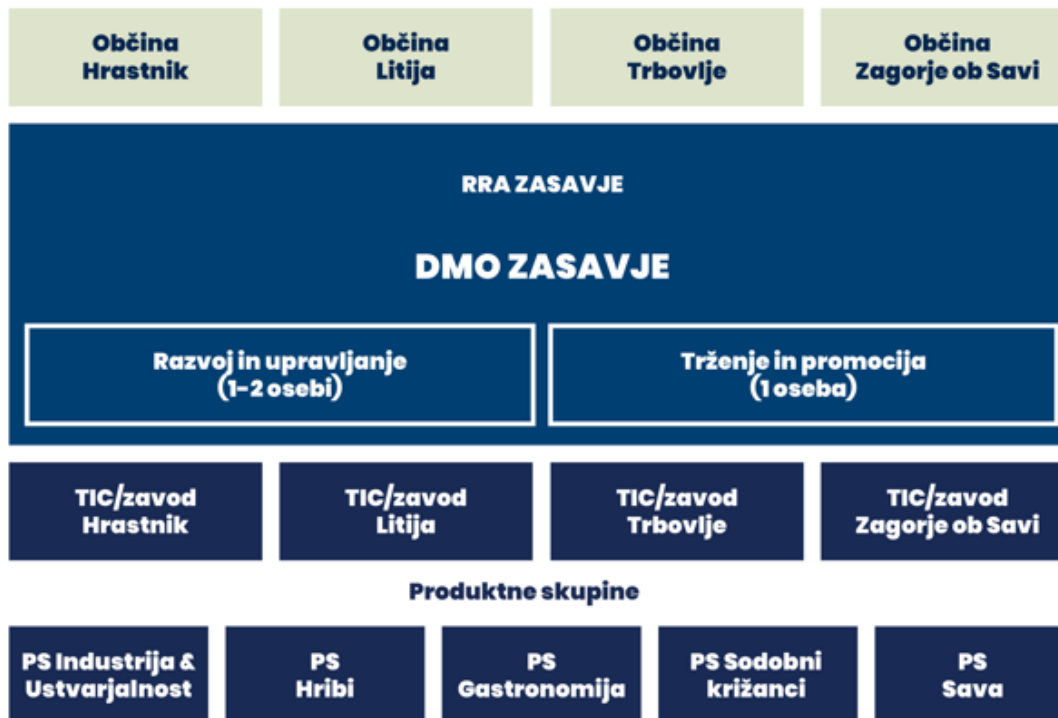 Občina
Hrastnik
Občina
Litija
Občina
Trbovlje
Občina
Zagorje ob Savi
RRA ZASAVJE
DMO ZASAVJE
Razvoj in upravljanje
(1-2 osebi)
Trženje in promocija
(1 oseba)
TIC/zavod
Hrastnik
TIC/zavod
Litija
TIC/zavod
Trbovlje
TIC/zavod
Zagorje ob Savi
Produktne skupine
PS Industrija &
Ustvarjalnost
PS
Hribi
PS
Gastronomija
PS Sodobni
križanci
PS
Sava